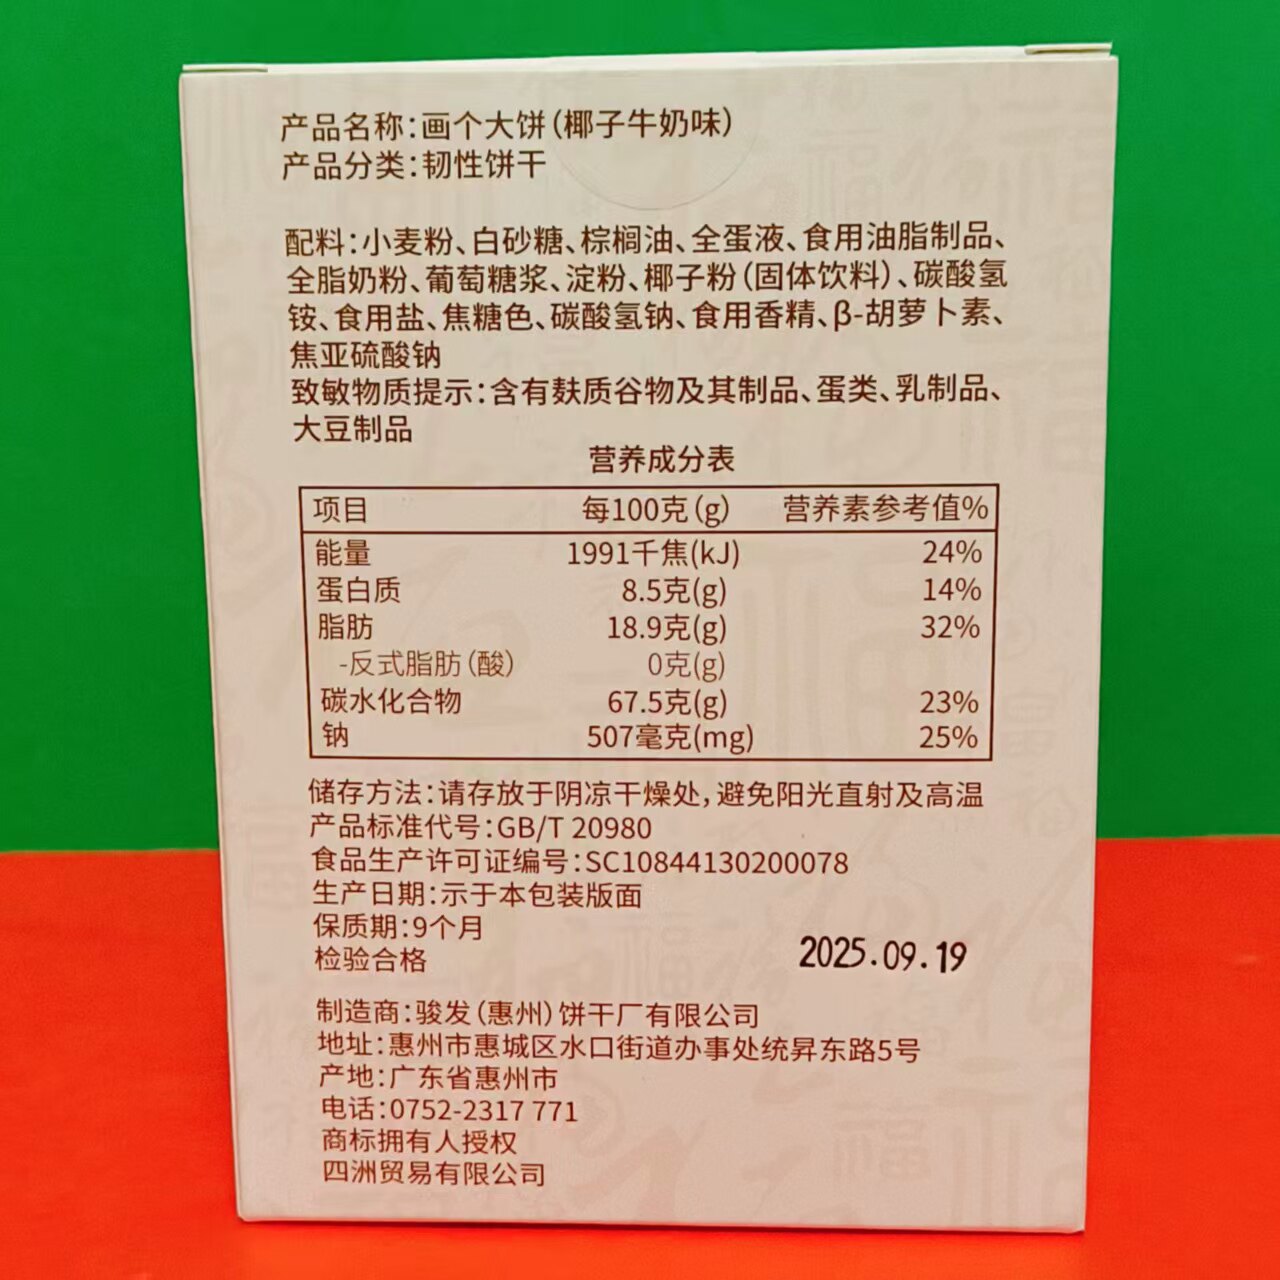 产品名称:画个大饼(椰子牛奶味)
产品分类:韧性饼干
配料:小麦粉、白砂糖、棕榈油、全蛋液、食用油脂制品、
全脂奶粉、葡萄糖浆、淀粉、椰子粉(固体饮料)、碳酸氢
铵、食用盐、焦糖色、碳酸氢钠、食用香精、β-胡萝卜素、
焦亚硫酸钠
致敏物质提示:含有麸质谷物及其制品、蛋类、乳制品、
大豆制品
营养成分表
项目 每100克(g) 营养素参考值%
能量 1991千焦(kJ) 24%
蛋白质 8.5克(g) 14%
脂肪 18.9克(g) 32%
-反式脂肪(酸) 0克(g)
碳水化合物 67.5克(g) 23%
钠 507毫克(mg) 25%
储存方法:请存放于阴凉干燥处,避免阳光直射及高温
产品标准代号:GB/T 20980
食品生产许可证编号:SC10844130200078
生产日期:示于本包装版面
保质期:9个月
检验合格
2025.09.19
制造商:骏发(惠州)饼干厂有限公司
地址:惠州市惠城区水口街道办事处统昇东路5号
产地:广东省惠州市
电话:0752-2317 771
商标拥有人授权
四洲贸易有限公司
福